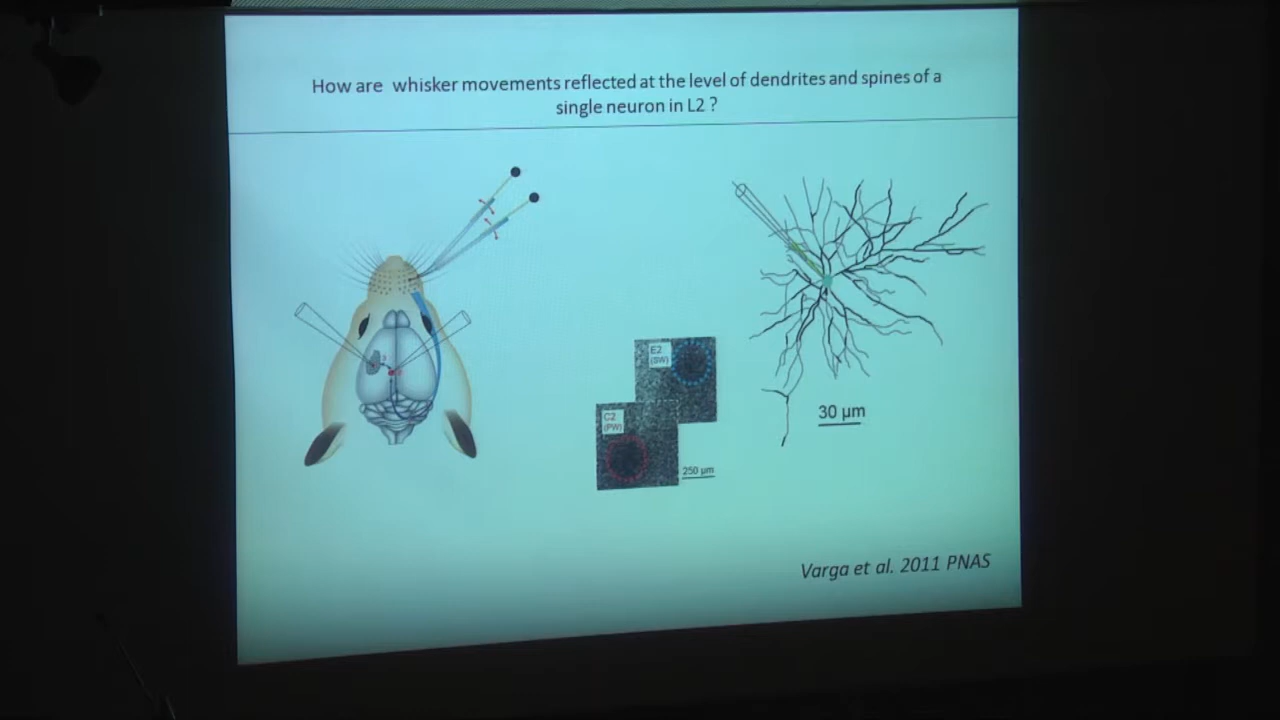 How are whisker movements reflected at the level of dendrites and spines of a
single neuron in L2 ?
E2
(SW)
C2
(PW)
250 µm
30 µm
Varga et al. 2011 PNAS